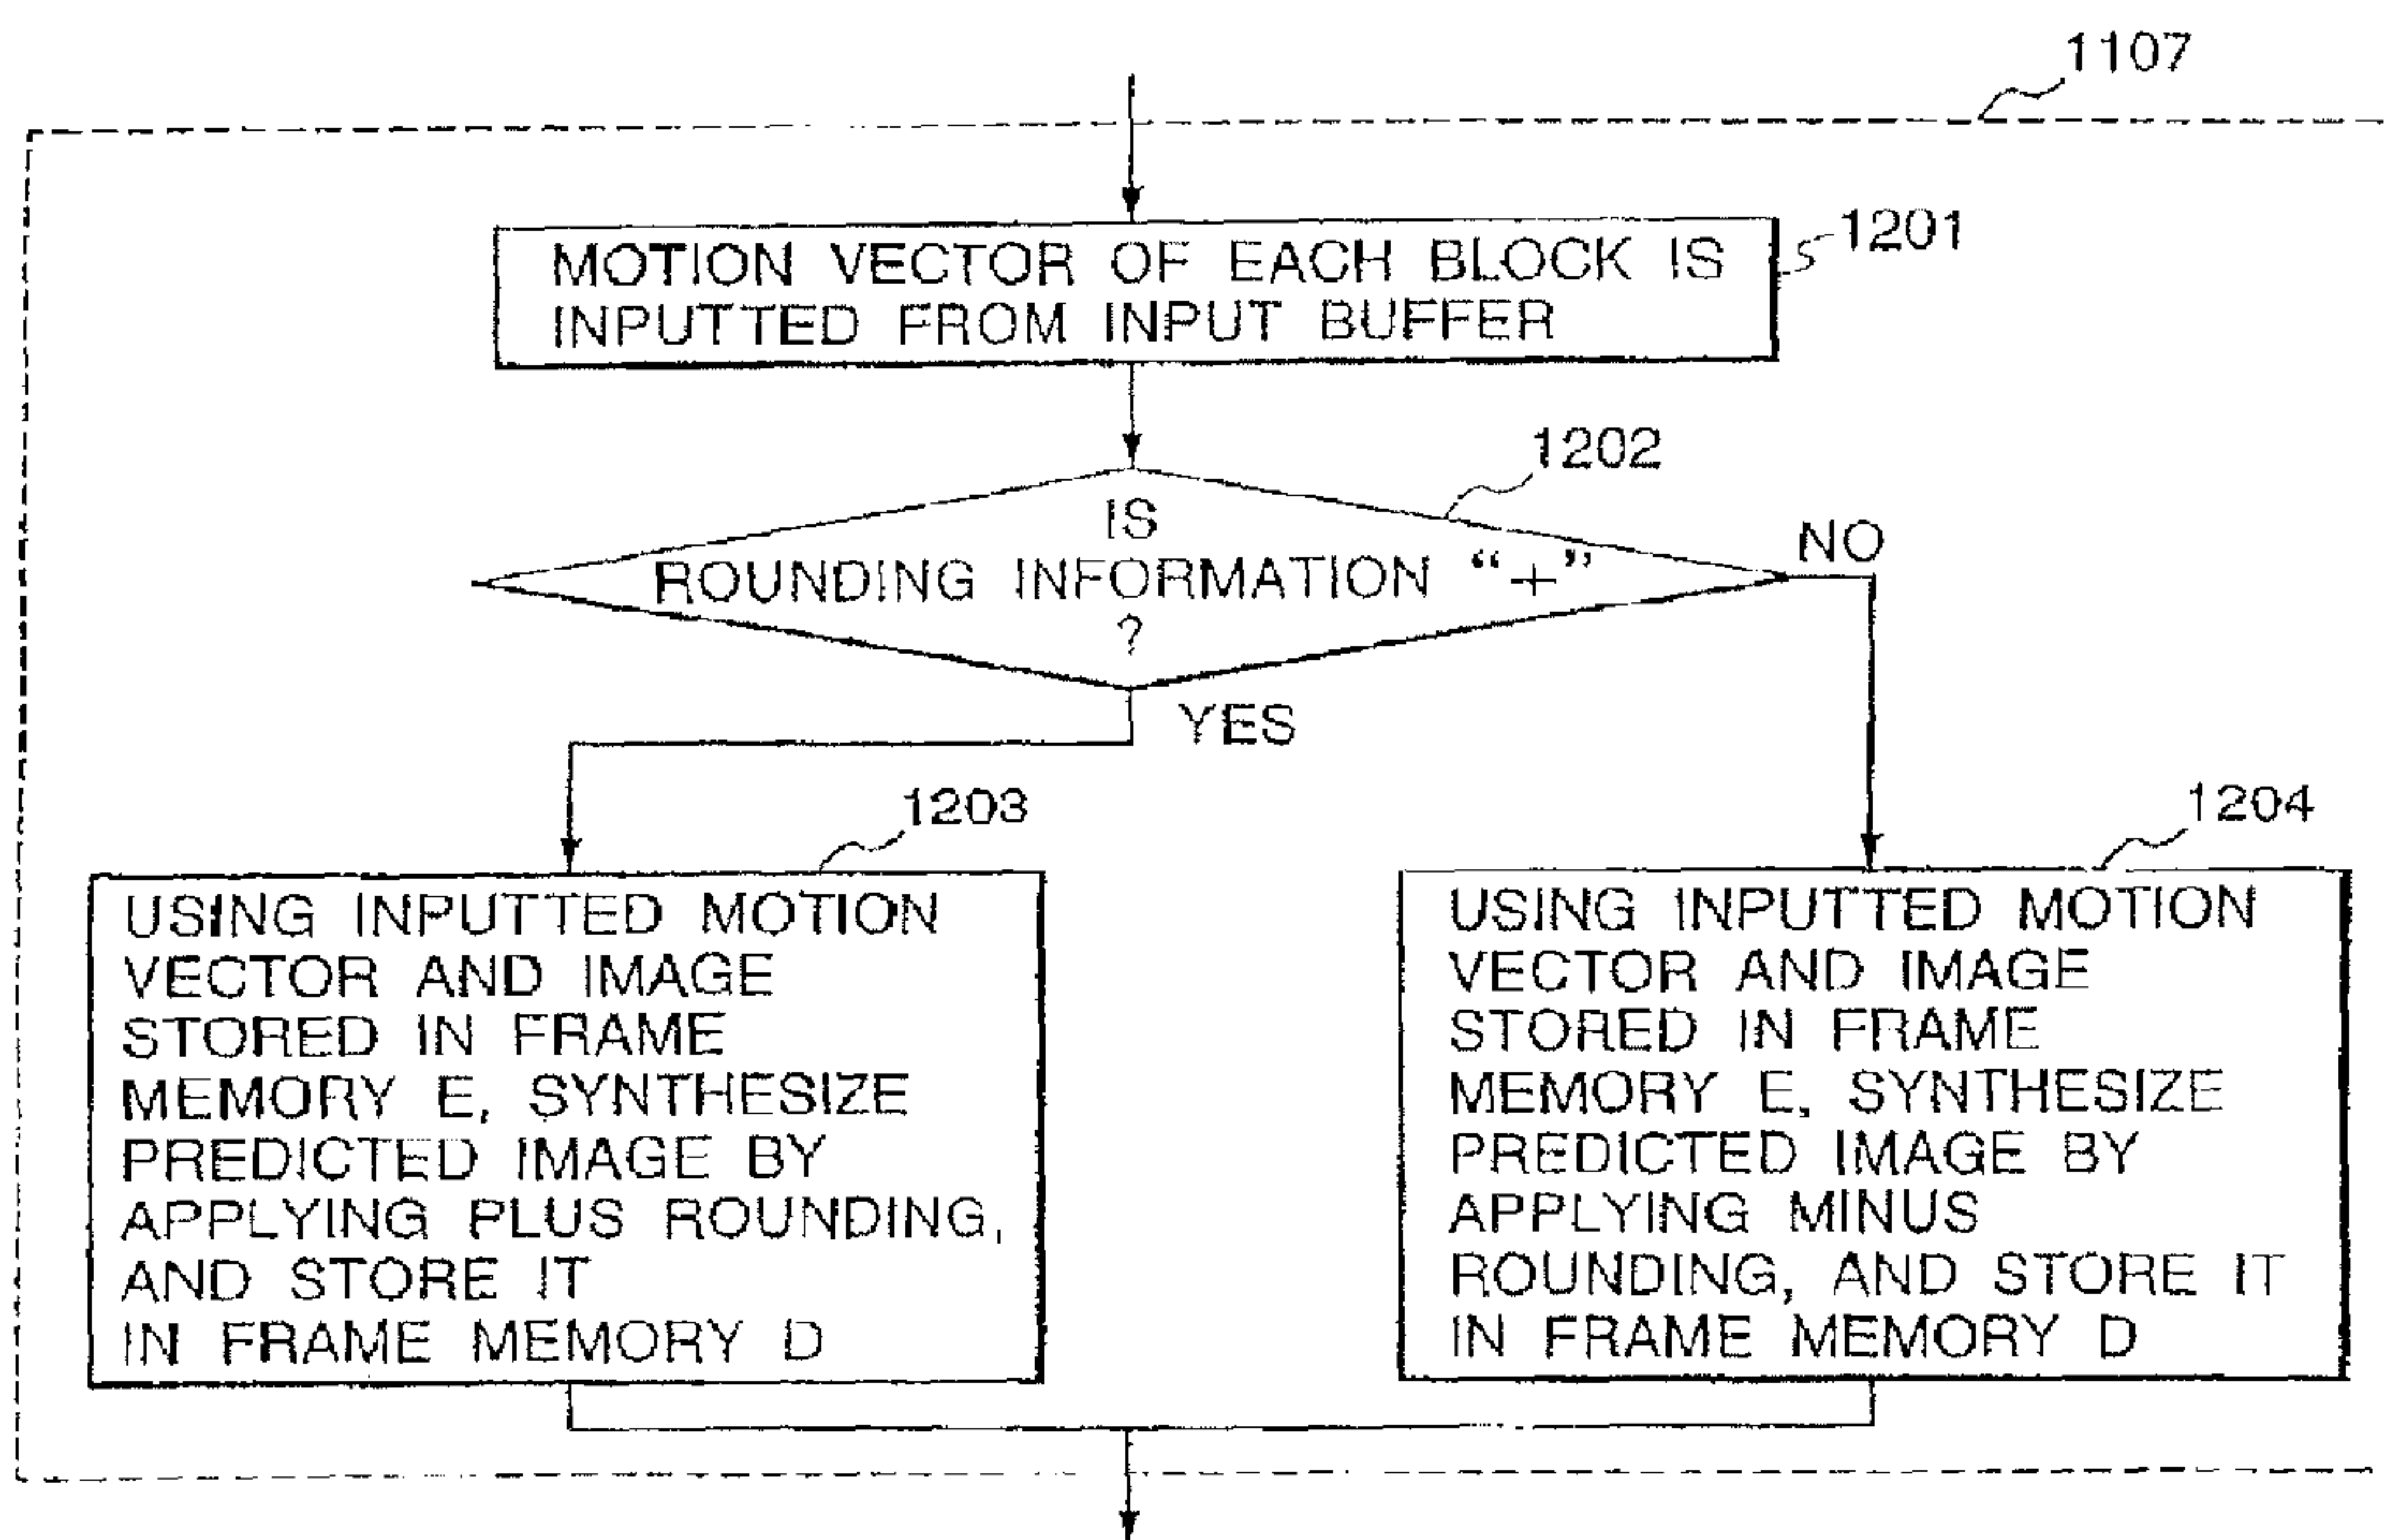 1107
MOTION VECTOR OF EACH BLOCK IS
INPUTTED FROM INPUT BUFFER
1201
1202
IS
ROUNDING INFORMATION “+”
?
NO
YES
1203
USING INPUTTED MOTION
VECTOR AND IMAGE
STORED IN FRAME
MEMORY E, SYNTHESIZE
PREDICTED IMAGE BY
APPLYING PLUS ROUNDING,
AND STORE IT
IN FRAME MEMORY D
1204
USING INPUTTED MOTION
VECTOR AND IMAGE
STORED IN FRAME
MEMORY E, SYNTHESIZE
PREDICTED IMAGE BY
APPLYING MINUS
ROUNDING, AND STORE IT
IN FRAME MEMORY D